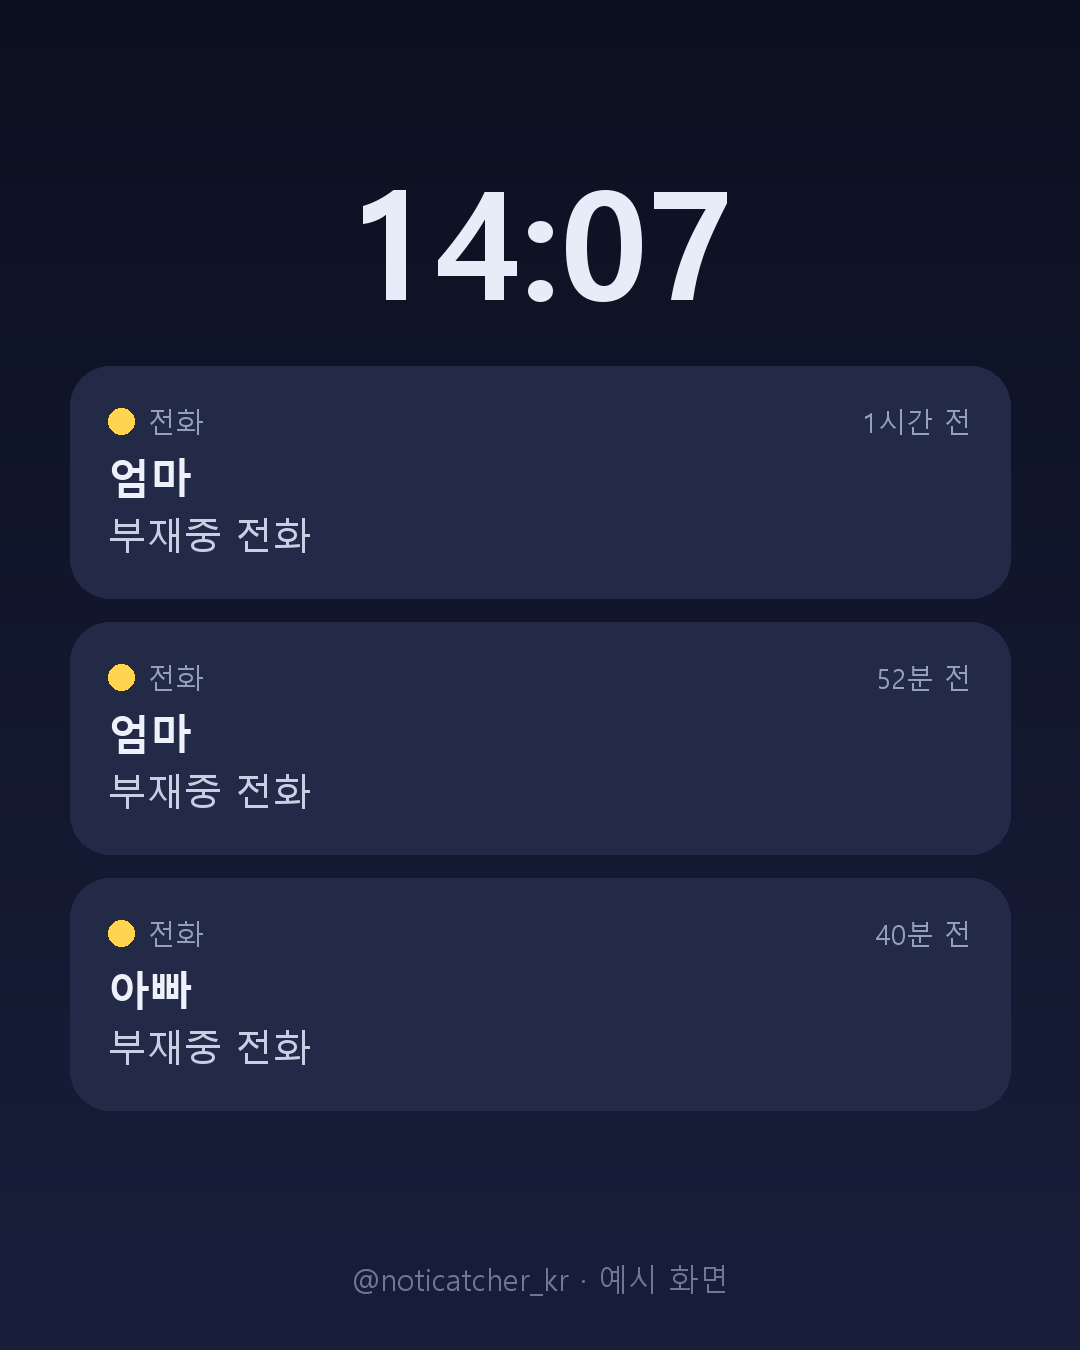 14:07
전화 1시간 전
엄마
부재중 전화
전화 52분 전
엄마
부재중 전화
전화 40분 전
아빠
부재중 전화
@noticatcher_kr · 예시 화면